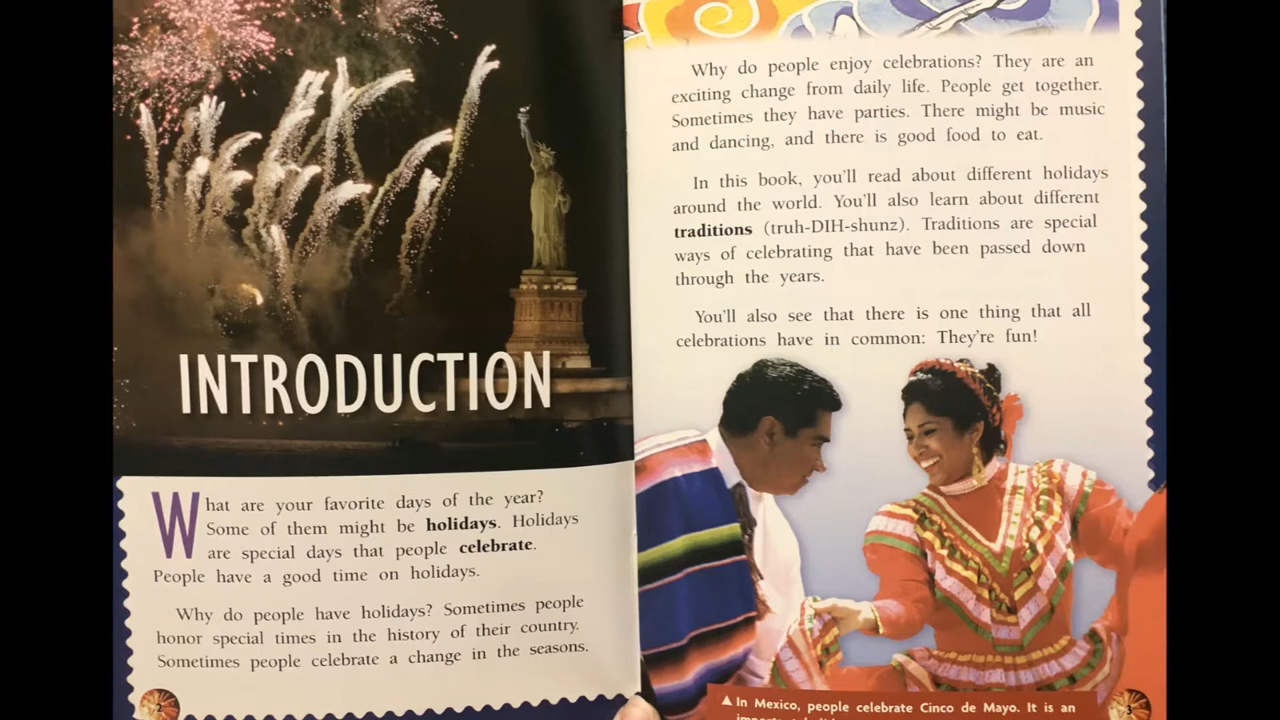 INTRODUCTION
What are your favorite days of the year?
Some of them might be holidays. Holidays
are special days that people celebrate.
People have a good time on holidays.
Why do people have holidays? Sometimes people
honor special times in the history of their country.
Sometimes people celebrate a change in the seasons.
2
Why do people enjoy celebrations? They are an
exciting change from daily life. People get together.
Sometimes they have parties. There might be music
and dancing, and there is good food to eat.
In this book, you'll read about different holidays
around the world. You'll also learn about different
traditions (truh-DIH-shunz). Traditions are special
ways of celebrating that have been passed down
through the years.
You'll also see that there is one thing that all
celebrations have in common: They're fun!
▲ In Mexico, people celebrate Cinco de Mayo. It is an
3